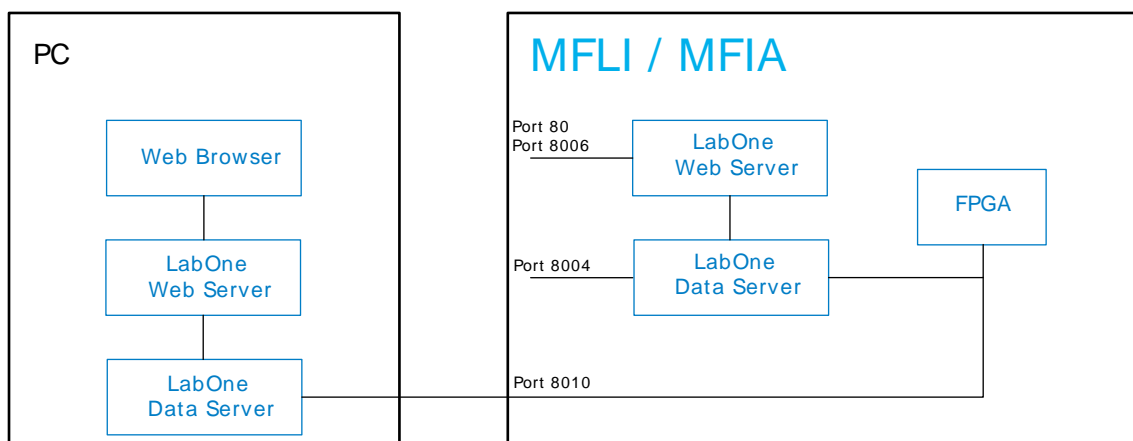 PC
Web Browser
LabOne
Web Server
LabOne
Data Server
MFLI / MFIA
Port 80
Port 8006
LabOne
Web Server
FPGA
Port 8004
LabOne
Data Server
Port 8010